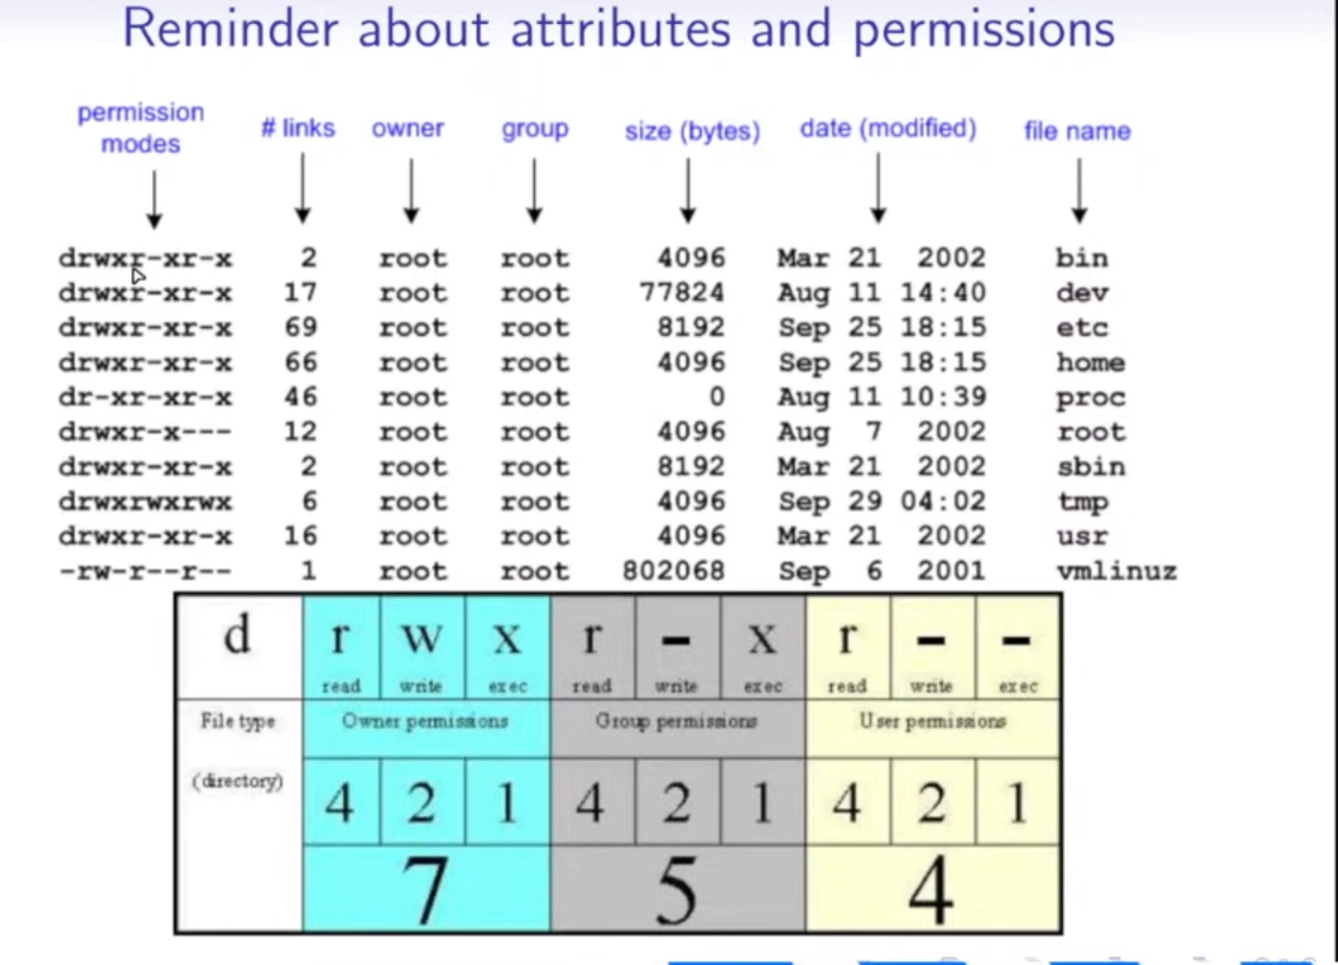 Reminder about attributes and permissions
permission modes # links owner group size (bytes) date (modified) file name
drwxr-xr-x 2 root root 4096 Mar 21 2002 bin
drwxr-xr-x 17 root root 77824 Aug 11 14:40 dev
drwxr-xr-x 69 root root 8192 Sep 25 18:15 etc
drwxr-xr-x 66 root root 4096 Sep 25 18:15 home
dr-xr-xr-x 46 root root 0 Aug 11 10:39 proc
drwxr-x--- 12 root root 4096 Aug 7 2002 root
drwxr-xr-x 2 root root 8192 Mar 21 2002 sbin
drwxrwxrwx 6 root root 4096 Sep 29 04:02 tmp
drwxr-xr-x 16 root root 4096 Mar 21 2002 usr
-rw-r--r-- 1 root root 802068 Sep 6 2001 vmlinuz
d r w x r - x r - -
read write exec read write exec read write exec
File type Owner permissions Group permissions User permissions
(directory) 4 2 1 4 2 1 4 2 1
7 5 4